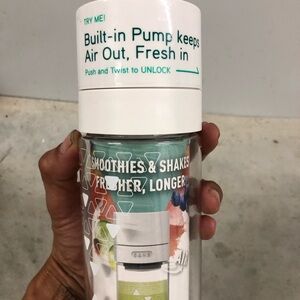 TRY ME!
Built-in Pump keeps
Air Out, Fresh in
Push and Twist to UNLOCK
SMOOTHIES & SHAKES
FRESHER, LONGER